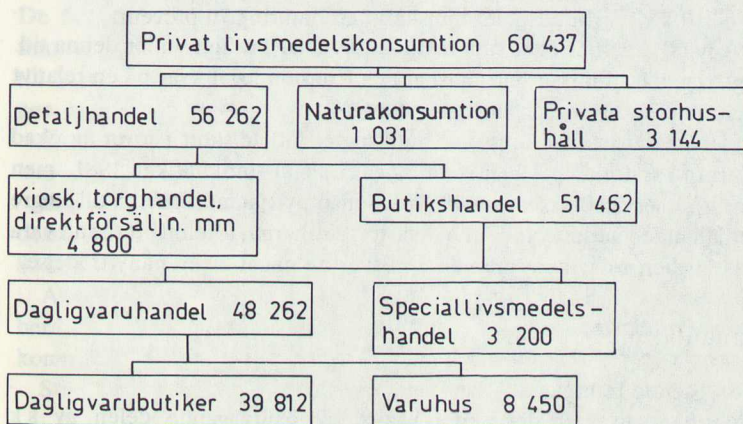 Privat livsmedelskonsumtion 60 437
Detaljhandel 56 262
Naturakonsumtion
1 031
Privata storhus-
håll 3 144
Kiosk, torghandel,
direktförsäljn mm
4 800
Butikshandel 51 462
Dagligvaruhandel 48 262
Speciallivsmedels-
handel 3 200
Dagligvarubutiker 39 812
Varuhus 8 450